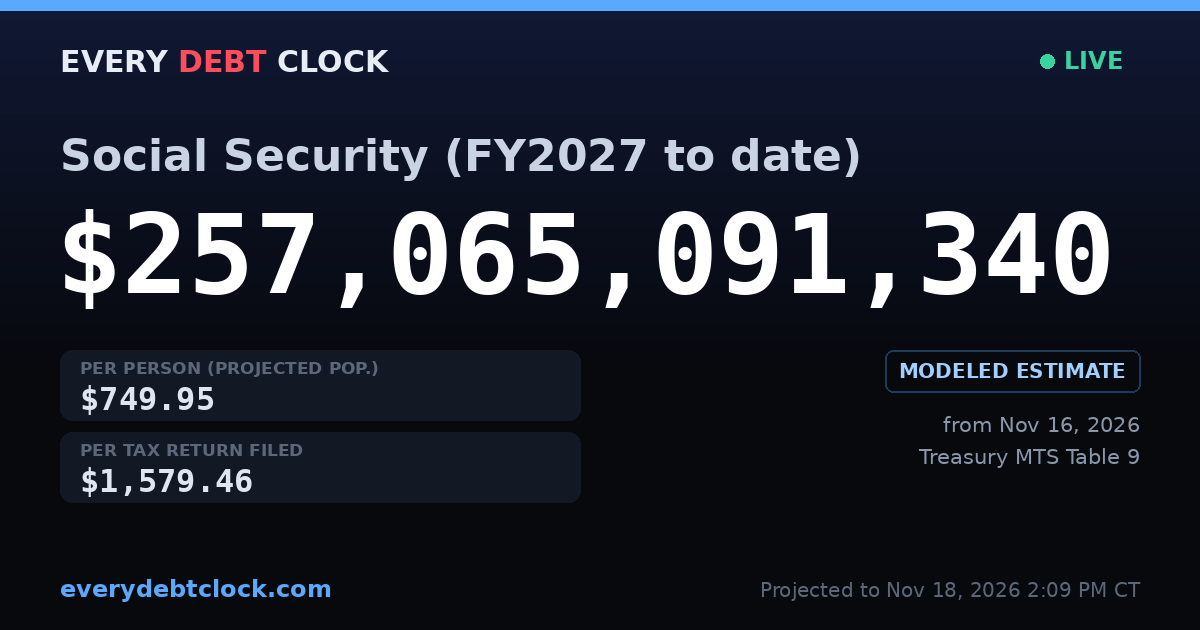 EVERY DEBT CLOCK
LIVE
Social Security (FY2027 to date)
$257,065,091,340
PER PERSON (PROJECTED POP.)
$749.95
PER TAX RETURN FILED
$1,579.46
MODELED ESTIMATE
from Nov 16, 2026
Treasury MTS Table 9
everydebtclock.com
Projected to Nov 18, 2026 2:09 PM CT